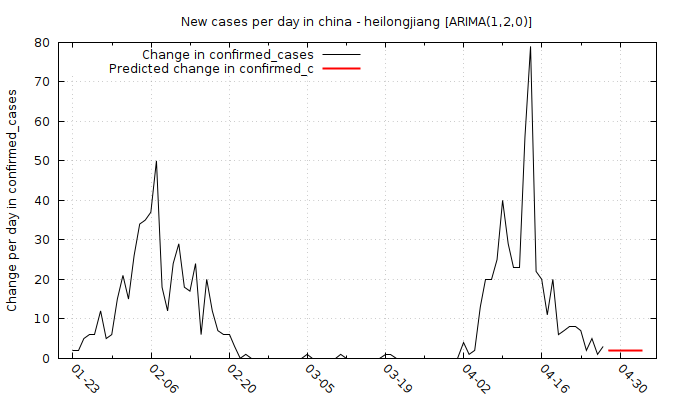 New cases per day in china - heilongjiang [ARIMA(1,2,0)]
Change in confirmed_cases
Predicted change in confirmed_c
Change per day in confirmed_cases
80
70
60
50
40
30
20
10
0
01-23 02-06 02-20 03-05 03-19 04-02 04-16 04-30